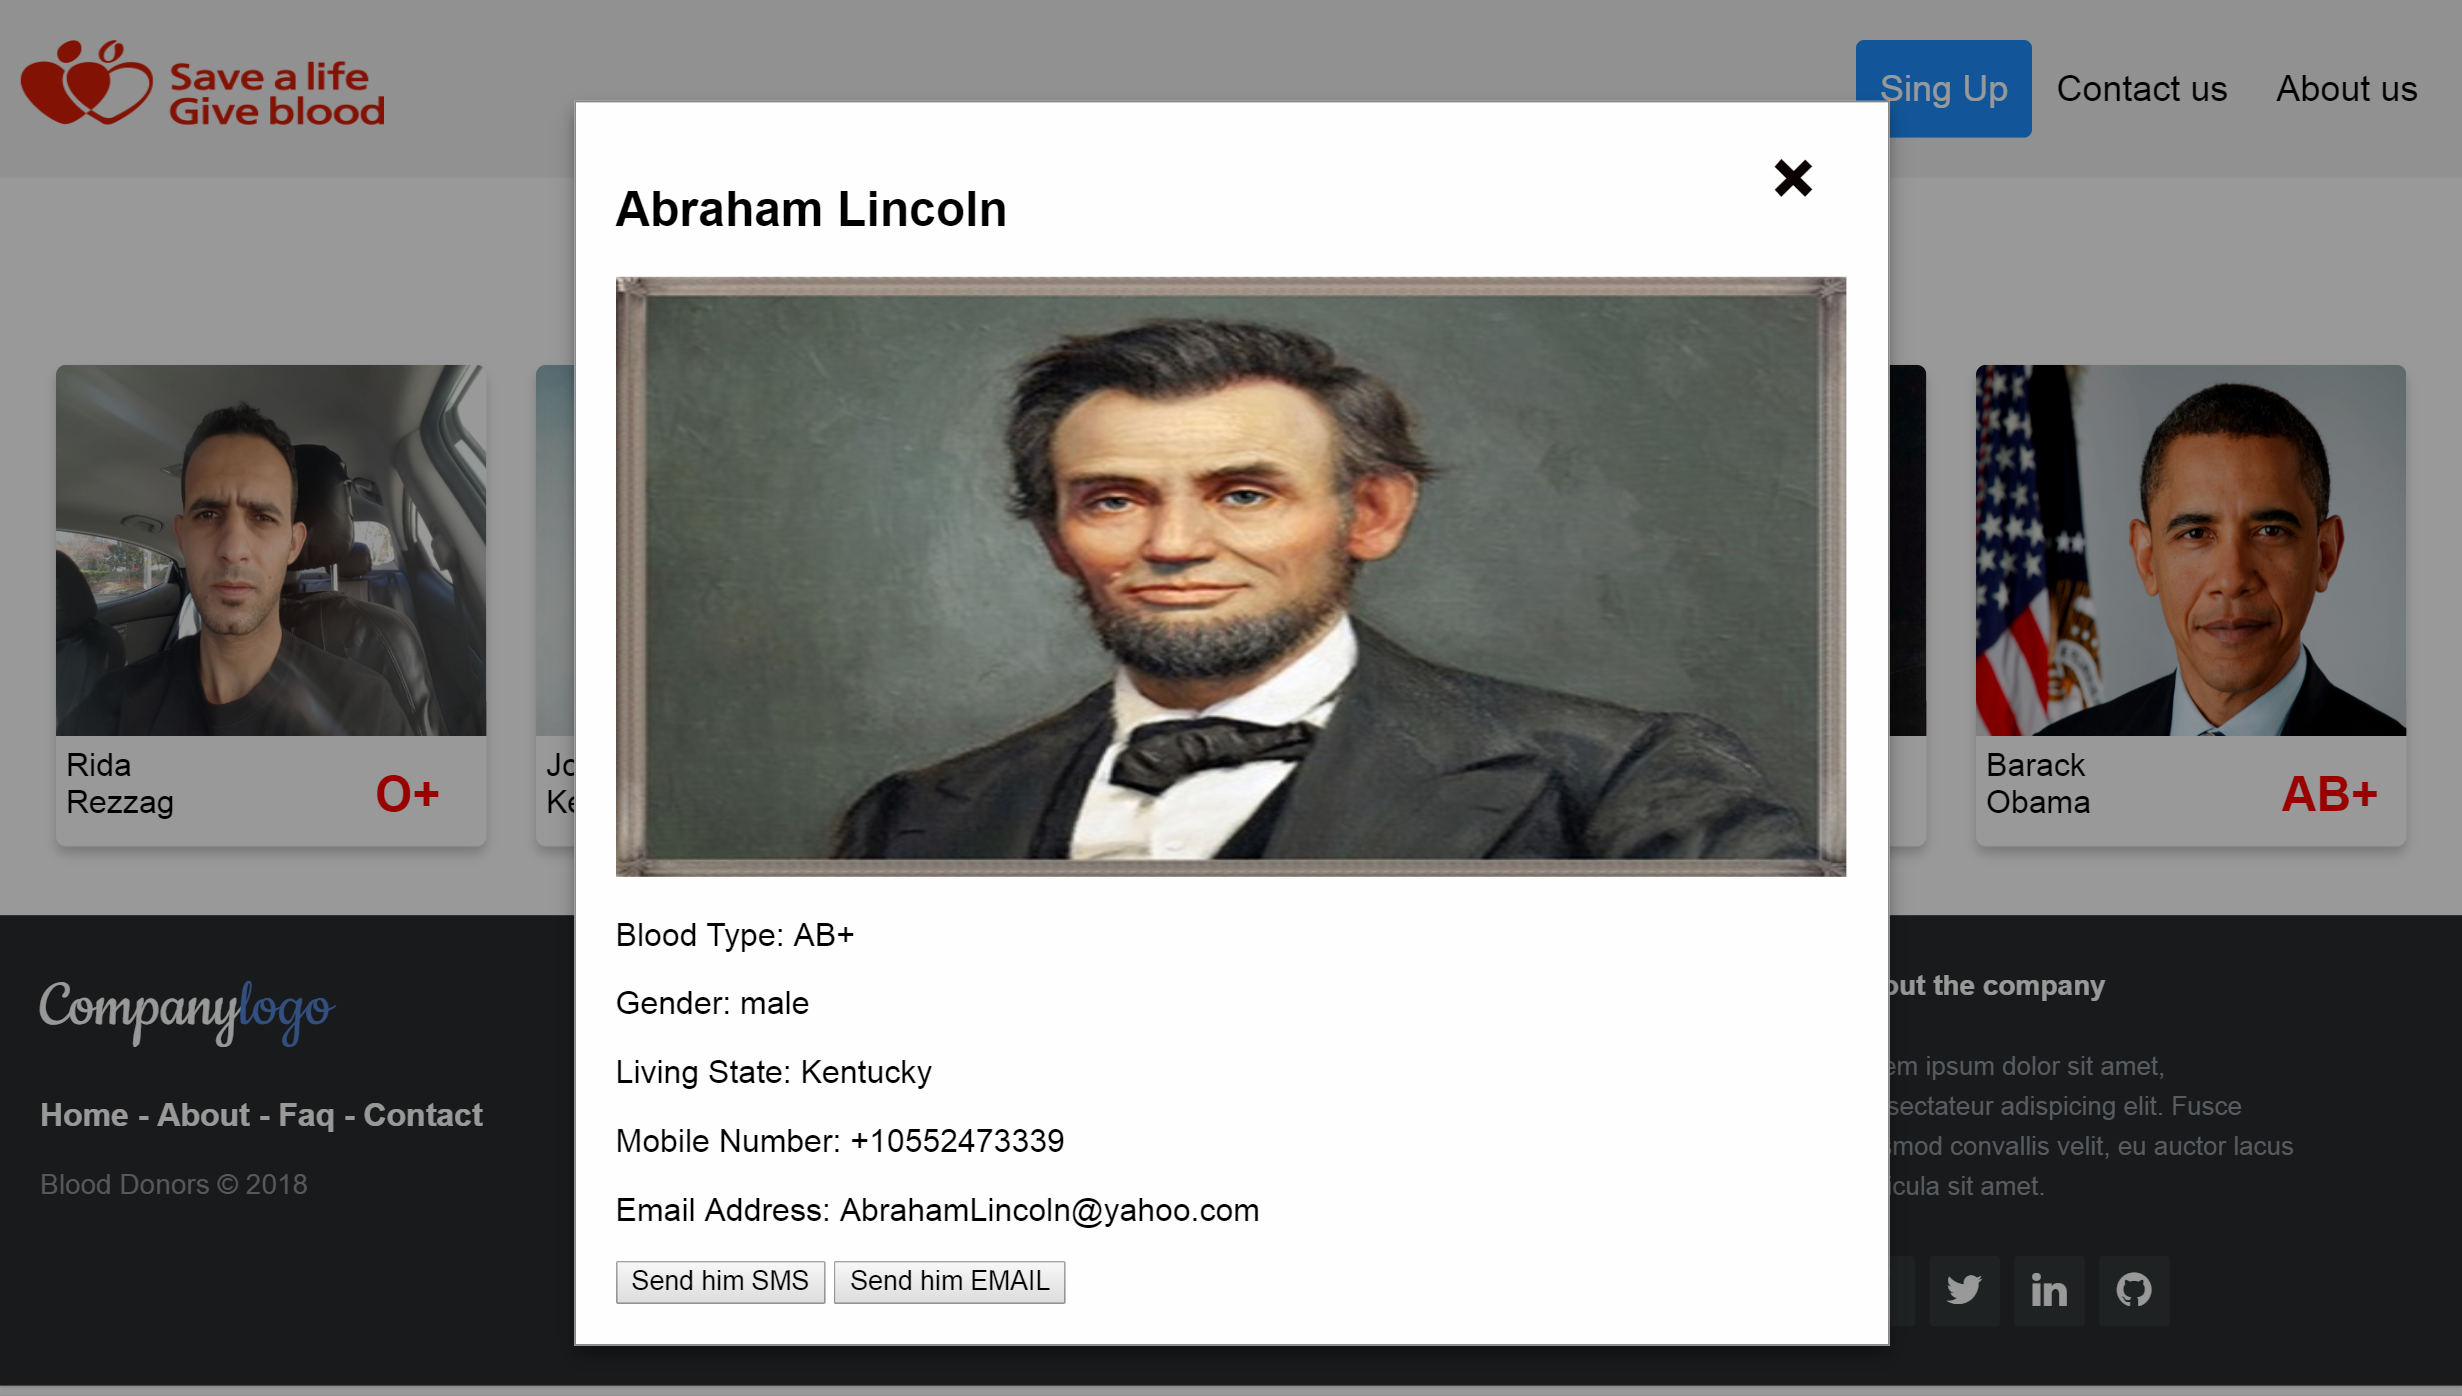 Save a life
Give blood
Sing Up
Contact us
About us
Abraham Lincoln
Rida
Rezzag
O+
Jo
Ke
Barack
Obama
AB+
Blood Type: AB+
Gender: male
Living State: Kentucky
Mobile Number: +10552473339
Email Address: AbrahamLincoln@yahoo.com
Send him SMS
Send him EMAIL
Companylogo
Home - About - Faq - Contact
Blood Donors © 2018
out the company
em ipsum dolor sit amet,
sectateur adispicing elit. Fusce
smod convallis velit, eu auctor lacus
icula sit amet.
in